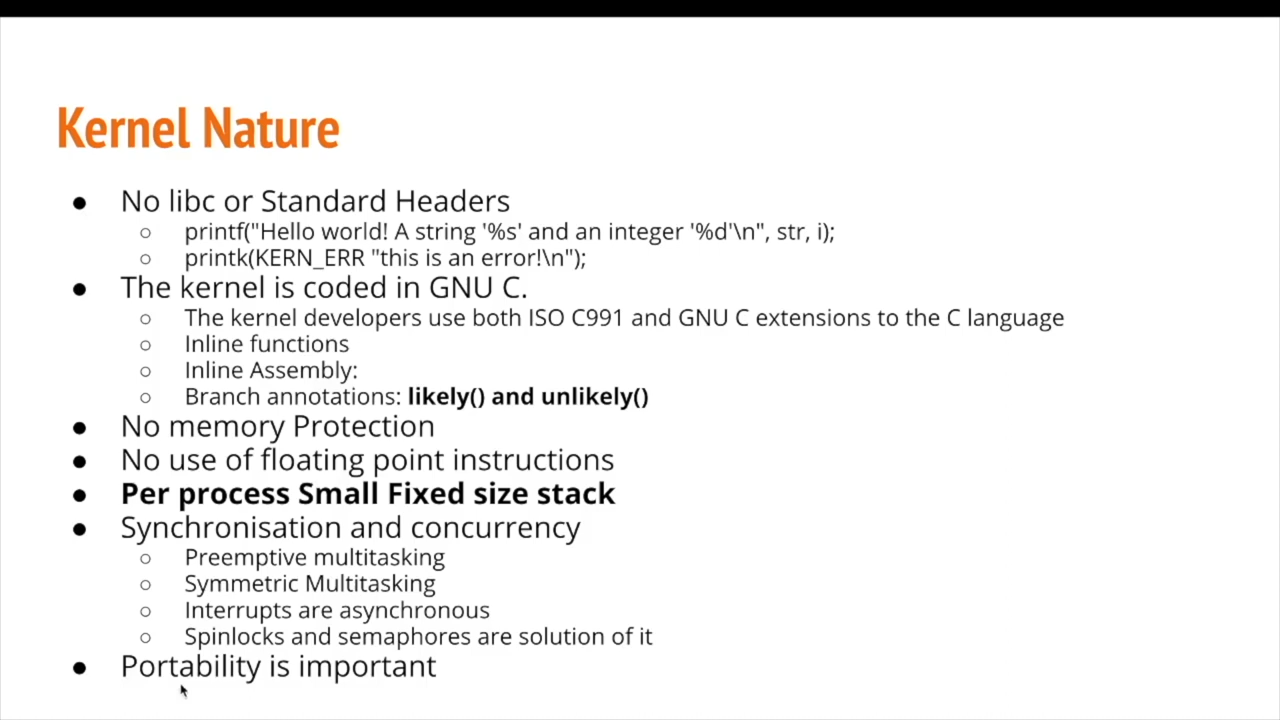 Kernel Nature
● No libc or Standard Headers
○ printf("Hello world! A string '%s' and an integer '%d'\n", str, i);
○ printk(KERN_ERR "this is an error!\n");
● The kernel is coded in GNU C.
○ The kernel developers use both ISO C991 and GNU C extensions to the C language
○ Inline functions
○ Inline Assembly:
○ Branch annotations: likely() and unlikely()
● No memory Protection
● No use of floating point instructions
● Per process Small Fixed size stack
● Synchronisation and concurrency
○ Preemptive multitasking
○ Symmetric Multitasking
○ Interrupts are asynchronous
○ Spinlocks and semaphores are solution of it
● Portability is important